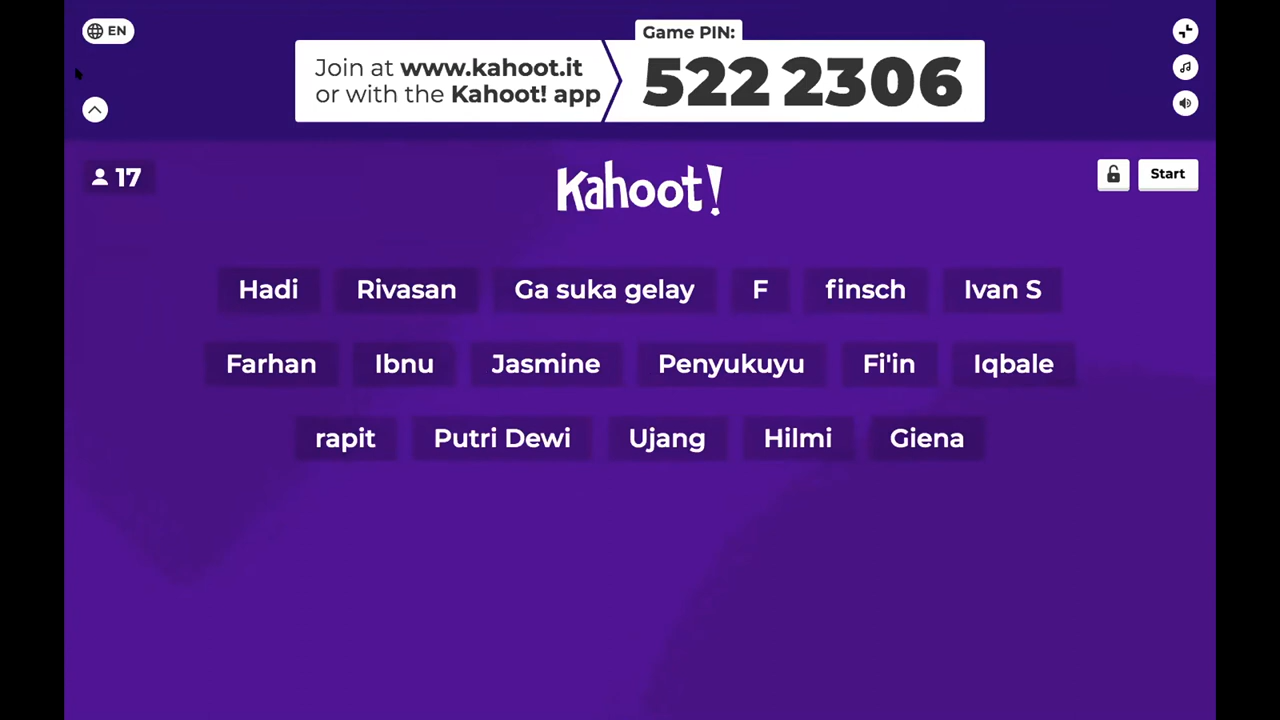 EN
Join at www.kahoot.it
or with the Kahoot! app
Game PIN:
522 2306
17
Kahoot!
Start
Hadi Rivasan Ga suka gelay F finsch Ivan S
Farhan Ibnu Jasmine Penyukuyu Fi'in Iqbale
rapit Putri Dewi Ujang Hilmi Giena